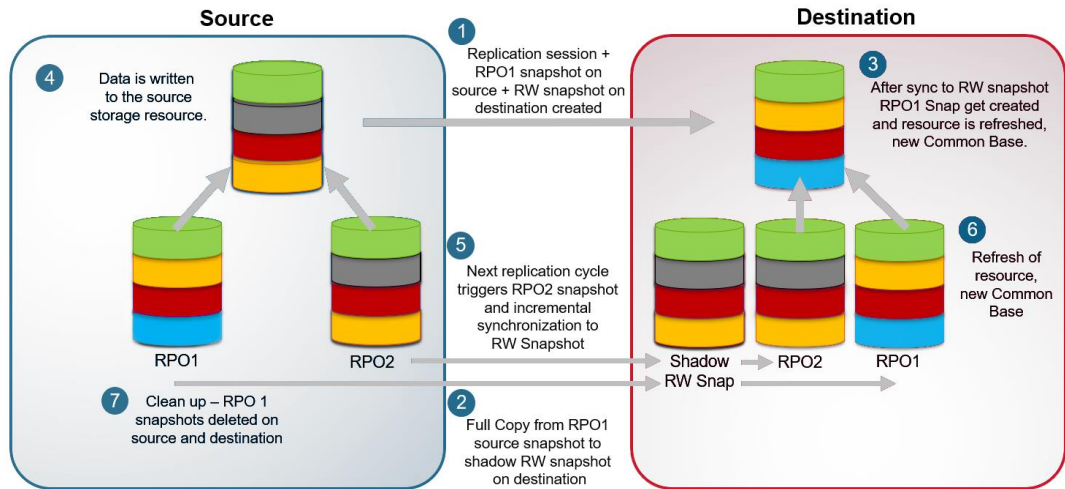 Source
Destination
1
Replication session +
RPO1 snapshot on
source + RW snapshot on
destination created
4
Data is written
to the source
storage resource.
3
After sync to RW snapshot
RPO1 Snap get created
and resource is refreshed,
new Common Base.
5
Next replication cycle
triggers RPO2 snapshot
and incremental
synchronization to
RW Snapshot
6
Refresh of
resource,
new Common
Base
RPO1
RPO2
Shadow
RW Snap
RPO2
RPO1
7
Clean up – RPO 1
snapshots deleted on
source and destination
2
Full Copy from RPO1
source snapshot to
shadow RW snapshot
on destination